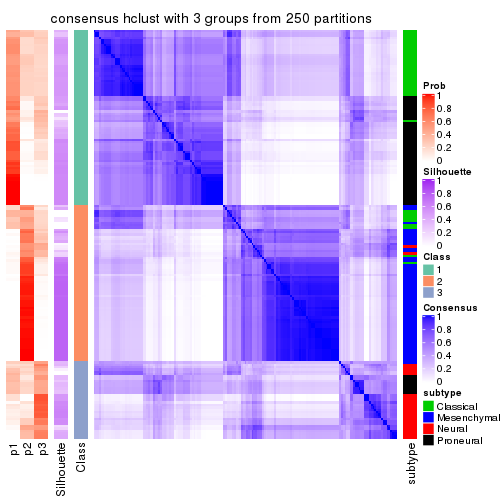 consensus hclust with 3 groups from 250 partitions
Prob
1
0.8
0.6
0.4
0.2
0
Silhouette
1
0.8
0.6
0.4
0.2
0
Class
1
2
3
Consensus
1
0.8
0.6
0.4
0.2
0
subtype
Classical
Mesenchymal
Neural
Proneural
p1
p2
p3
Silhouette
Class
subtype